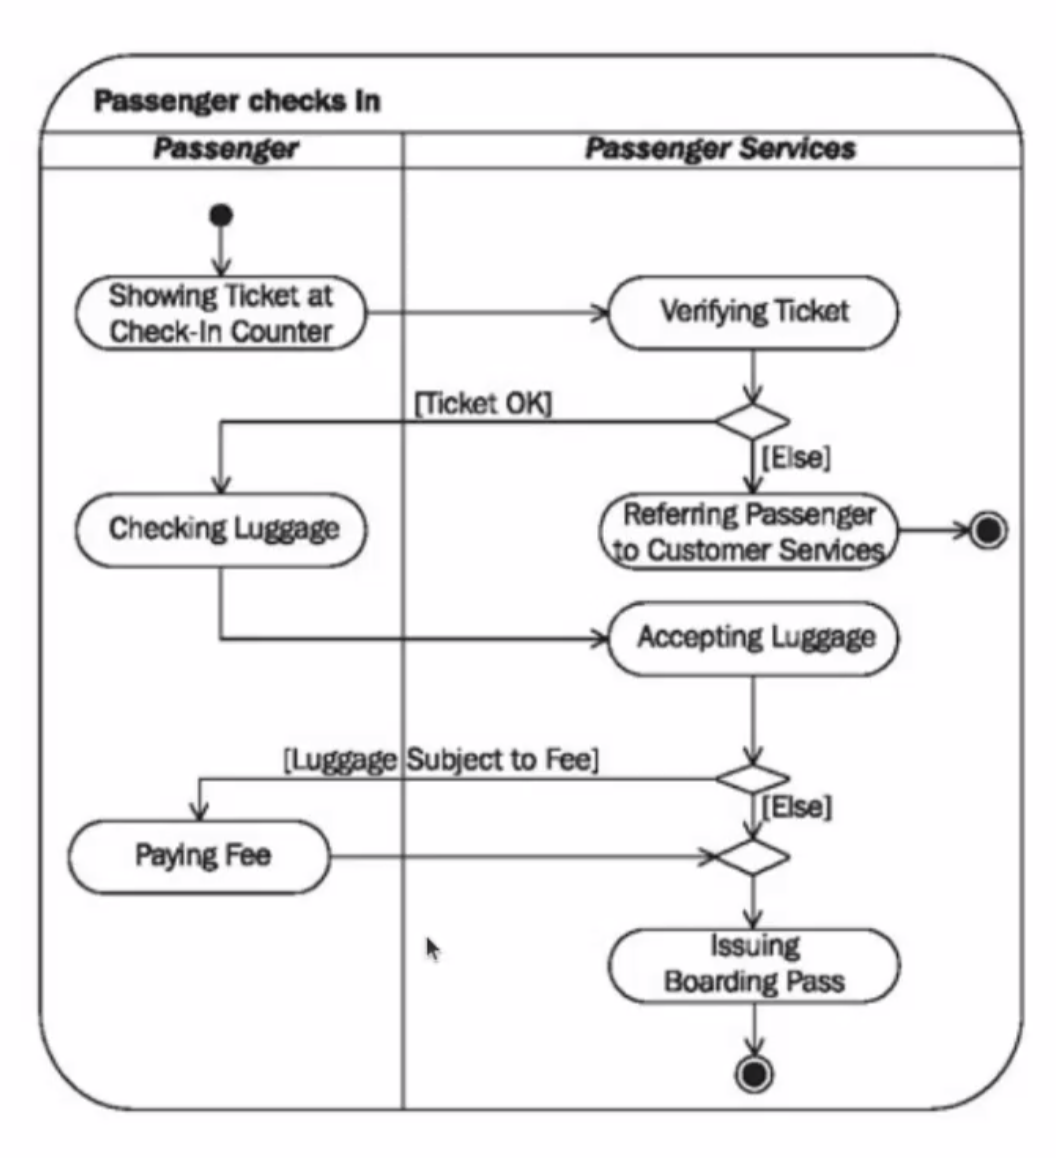 Passenger checks In
Passenger
Passenger Services
Showing Ticket at
Check-In Counter
Verifying Ticket
[Ticket OK]
[Else]
Checking Luggage
Referring Passenger
to Customer Services
Accepting Luggage
[Luggage Subject to Fee]
[Else]
Paying Fee
Issuing
Boarding Pass